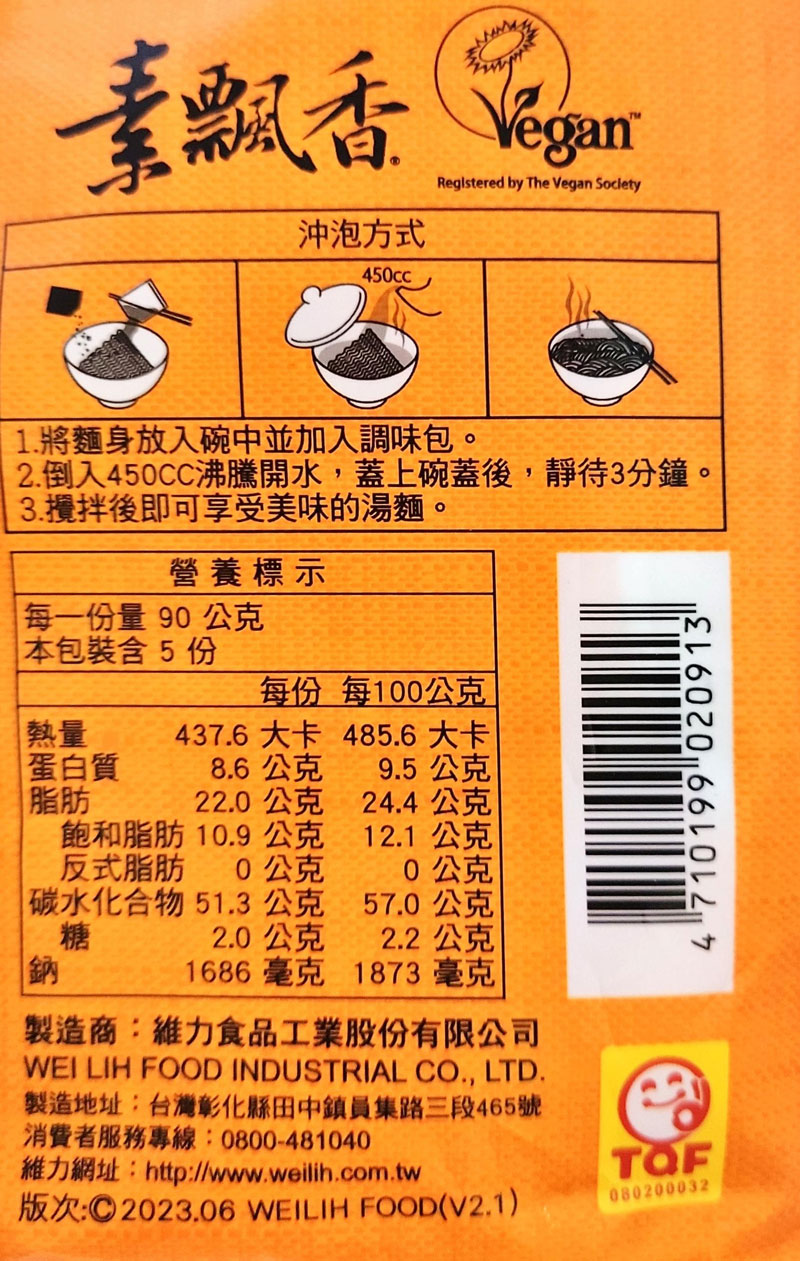 素飄香®
Vegan™
Registered by The Vegan Society
沖泡方式
450cc
1.將麵身放入碗中並加入調味包。
2.倒入450CC沸騰開水，蓋上碗蓋後，靜待3分鐘。
3.攪拌後即可享受美味的湯麵。
營養標示
每一份量 90 公克
本包裝含 5 份
每份 每100公克
熱量 437.6 大卡 485.6 大卡
蛋白質 8.6 公克 9.5 公克
脂肪 22.0 公克 24.4 公克
飽和脂肪 10.9 公克 12.1 公克
反式脂肪 0 公克 0 公克
碳水化合物 51.3 公克 57.0 公克
糖 2.0 公克 2.2 公克
鈉 1686 毫克 1873 毫克
4 710199 020913
製造商：維力食品工業股份有限公司
WEI LIH FOOD INDUSTRIAL CO., LTD.
製造地址：台灣彰化縣田中鎮員集路三段465號
消費者服務專線：0800-481040
維力網址：http://www.weilih.com.tw
版次:©2023.06 WEILIH FOOD(V2.1)
TQF
080200032